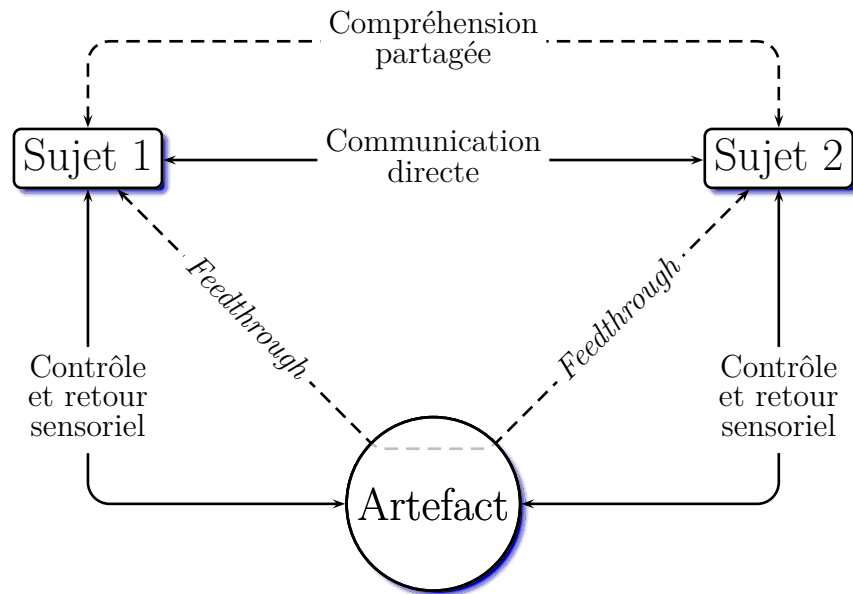 Compréhension
partagée
Sujet 1
Communication
directe
Sujet 2
Feedthrough
Feedthrough
Contrôle
et retour
sensoriel
Contrôle
et retour
sensoriel
Artefact